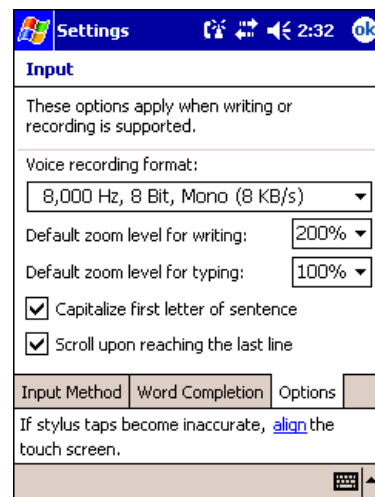 Settings 2:32 ok
Input
These options apply when writing or
recording is supported.
Voice recording format:
8,000 Hz, 8 Bit, Mono (8 KB/s)
Default zoom level for writing: 200%
Default zoom level for typing: 100%
Capitalize first letter of sentence
Scroll upon reaching the last line
Input Method Word Completion Options
If stylus taps become inaccurate, align the
touch screen.